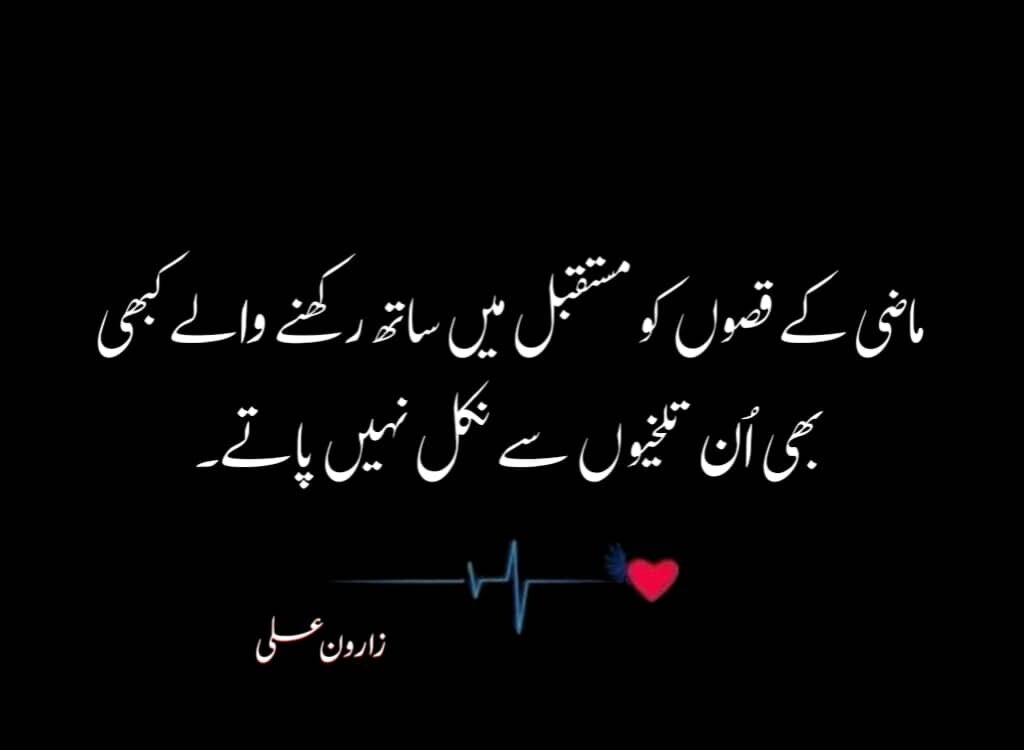 ماضی کے قصوں کو مستقبل میں ساتھ رکھنے والے کبھی
بھی اُن تلخیوں سے نکل نہیں پاتے۔
زارون علی